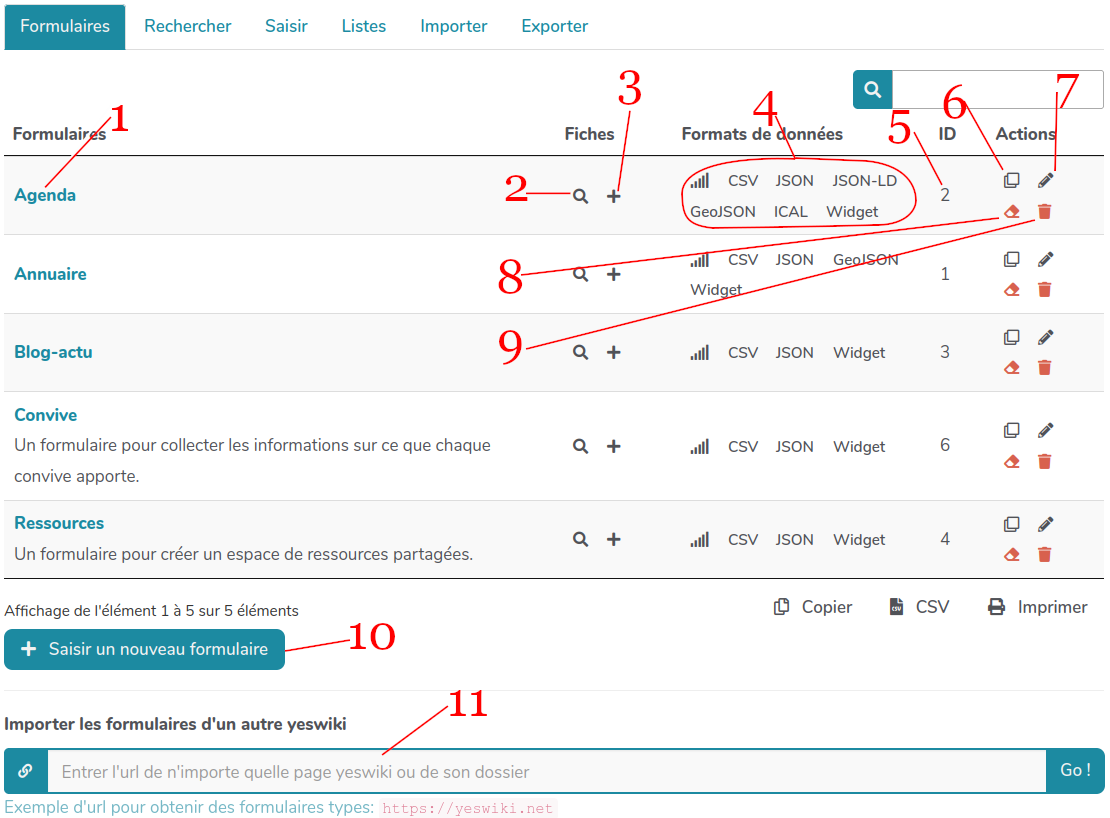 Formulaires Rechercher Saisir Listes Importer Exporter
3 4 6 7
1 5
Formulaires Fiches Formats de données ID Actions
CSV JSON JSON-LD
Agenda 2 2
GeoJSON ICAL Widget
8 CSV JSON GeoJSON
Annuaire 1
Widget
9
Blog-actu CSV JSON Widget 3
Convive
Un formulaire pour collecter les informations sur ce que chaque CSV JSON Widget 6
convive apporte.
Ressources
Un formulaire pour créer un espace de ressources partagées. CSV JSON Widget 4
Affichage de l'élément 1 à 5 sur 5 éléments Copier CSV Imprimer
Saisir un nouveau formulaire 10
11
Importer les formulaires d'un autre yeswiki
Entrer l'url de n'importe quelle page yeswiki ou de son dossier Go !
Exemple d'url pour obtenir des formulaires types: https://yeswiki.net